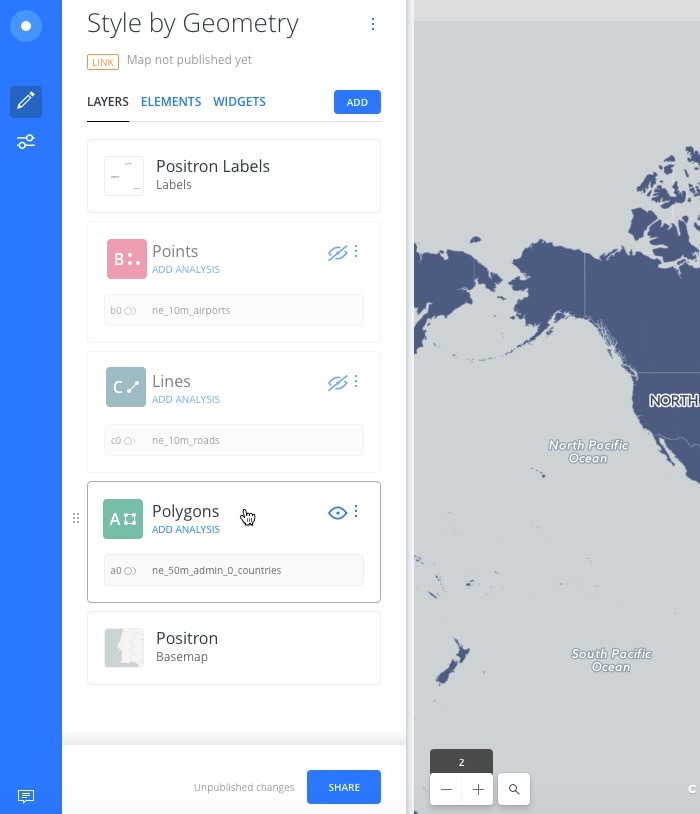 Style by Geometry
LINK Map not published yet
LAYERS ELEMENTS WIDGETS ADD
Positron Labels
Labels
B Points
ADD ANALYSIS
b0 ne_10m_airports
C Lines
ADD ANALYSIS
c0 ne_10m_roads
A Polygons
ADD ANALYSIS
a0 ne_50m_admin_0_countries
Positron
Basemap
Unpublished changes SHARE
NORTH
North Pacific
Ocean
South Pacific
Ocean
2
C